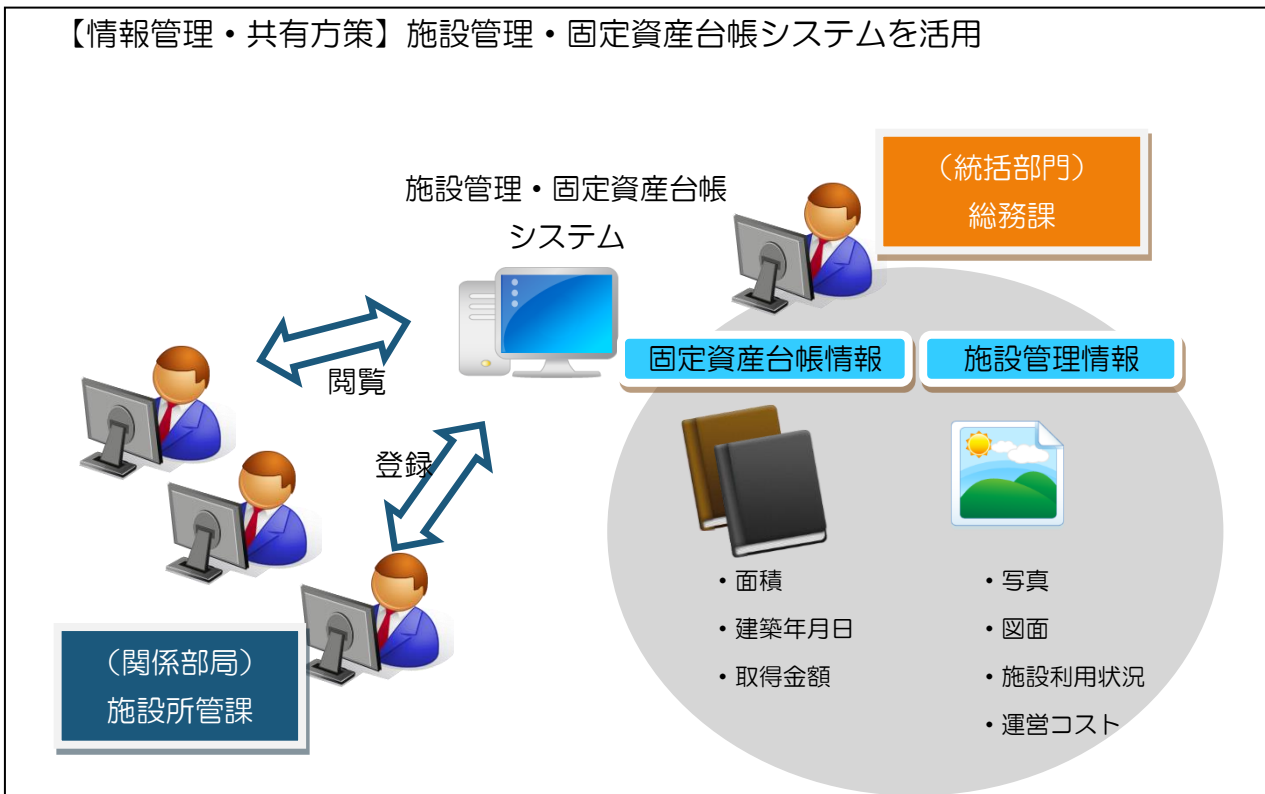 【情報管理・共有方策】施設管理・固定資産台帳システムを活用
施設管理・固定資産台帳
システム
（統括部門）
総務課
閲覧
登録
（関係部局）
施設所管課
固定資産台帳情報
・面積
・建築年月日
・取得金額
施設管理情報
・写真
・図面
・施設利用状況
・運営コスト